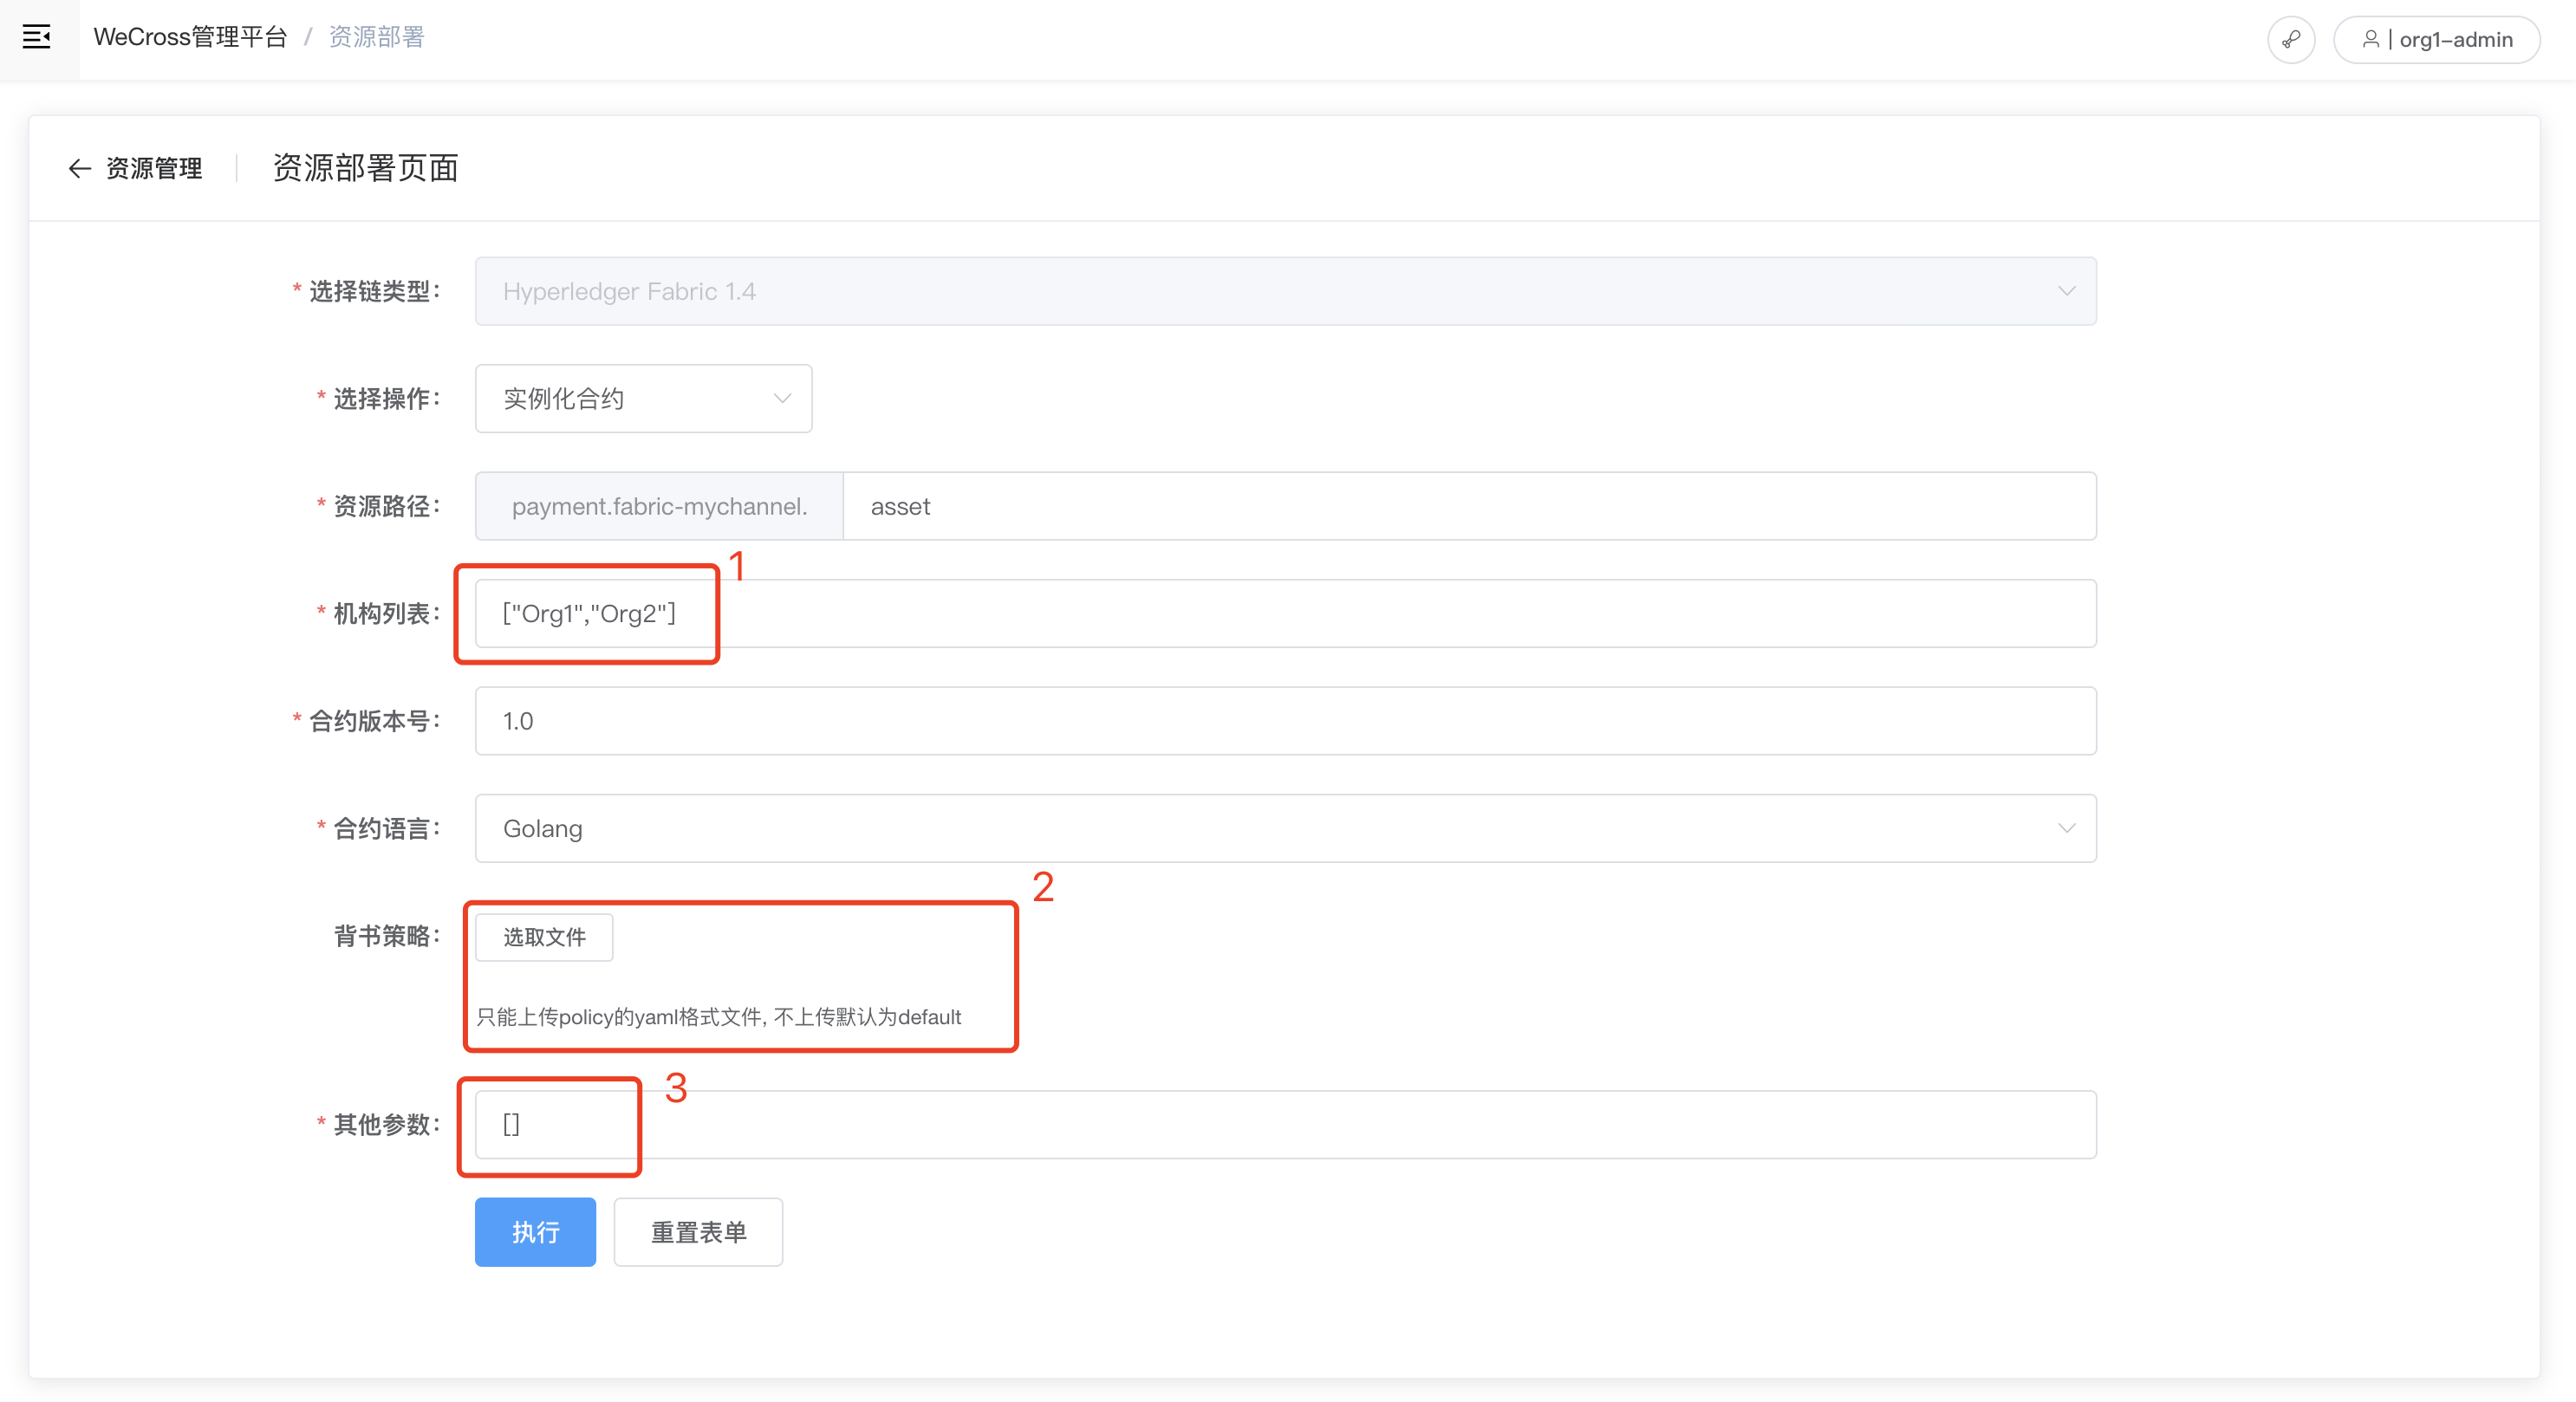 WeCross管理平台 / 资源部署
| org1-admin
资源管理
资源部署页面
* 选择链类型：
Hyperledger Fabric 1.4
* 选择操作：
实例化合约
* 资源路径：
payment.fabric-mychannel.
asset
1
* 机构列表：
["Org1","Org2"]
* 合约版本号：
1.0
* 合约语言：
Golang
2
背书策略：
选取文件
只能上传policy的yaml格式文件, 不上传默认为default
3
* 其他参数：
[]
执行
重置表单